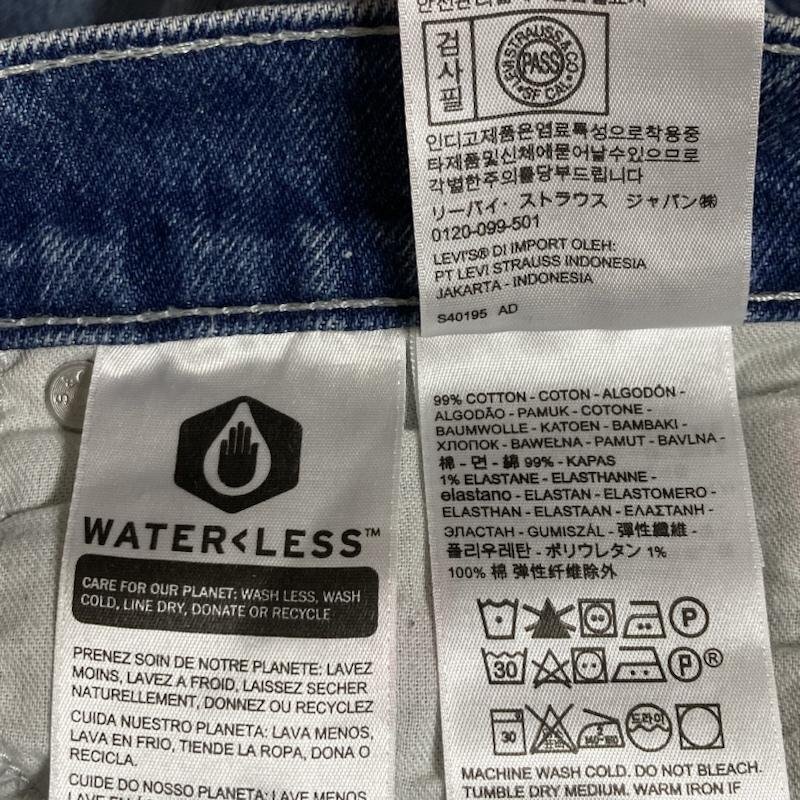 안전관리
검사필
LEVI STRAUSS & CO
PASS
SF CAL
인디고제품은염료특성으로착용중
타제품및신체에묻어날수있으므로
각별한주의를당부드립니다
リーバイ・ストラウス ジャパン㈱
0120-099-501
LEVI'S® DI IMPORT OLEH:
PT LEVI STRAUSS INDONESIA
JAKARTA - INDONESIA
S40195 AD
WATER<LESS™
CARE FOR OUR PLANET: WASH LESS, WASH
COLD, LINE DRY, DONATE OR RECYCLE
PRENEZ SOIN DE NOTRE PLANETE: LAVEZ
MOINS, LAVEZ A FROID, LAISSEZ SECHER
NATURELLEMENT, DONNEZ OU RECYCLEZ
CUIDA NUESTRO PLANETA: LAVA MENOS,
LAVA EN FRIO, TIENDE LA ROPA, DONA O
RECICLA.
CUIDE DO NOSSO PLANETA: LAVE MENOS,
99% COTTON - COTON - ALGODÓN -
ALGODÃO - PAMUK - COTONE -
BAUMWOLLE - KATOEN - BAMBAKI -
ХЛОПОК - BAWEŁNA - PAMUT - BAVLNA -
棉 - 면 - 綿 99% - KAPAS
1% ELASTANE - ELASTHANNE -
elastano - ELASTAN - ELASTOMERO -
ELASTHAN - ELASTAAN - ΕΛΑΣΤΑΝΗ -
ЭЛАСТАН - GUMISZÁL - 彈性纖維 -
폴리우레탄 - ポリウレタン 1%
100% 棉 弹性纤维除外
P
30 P®
30 표백 2 140-160 드라이
MACHINE WASH COLD. DO NOT BLEACH.
TUMBLE DRY MEDIUM. WARM IRON IF